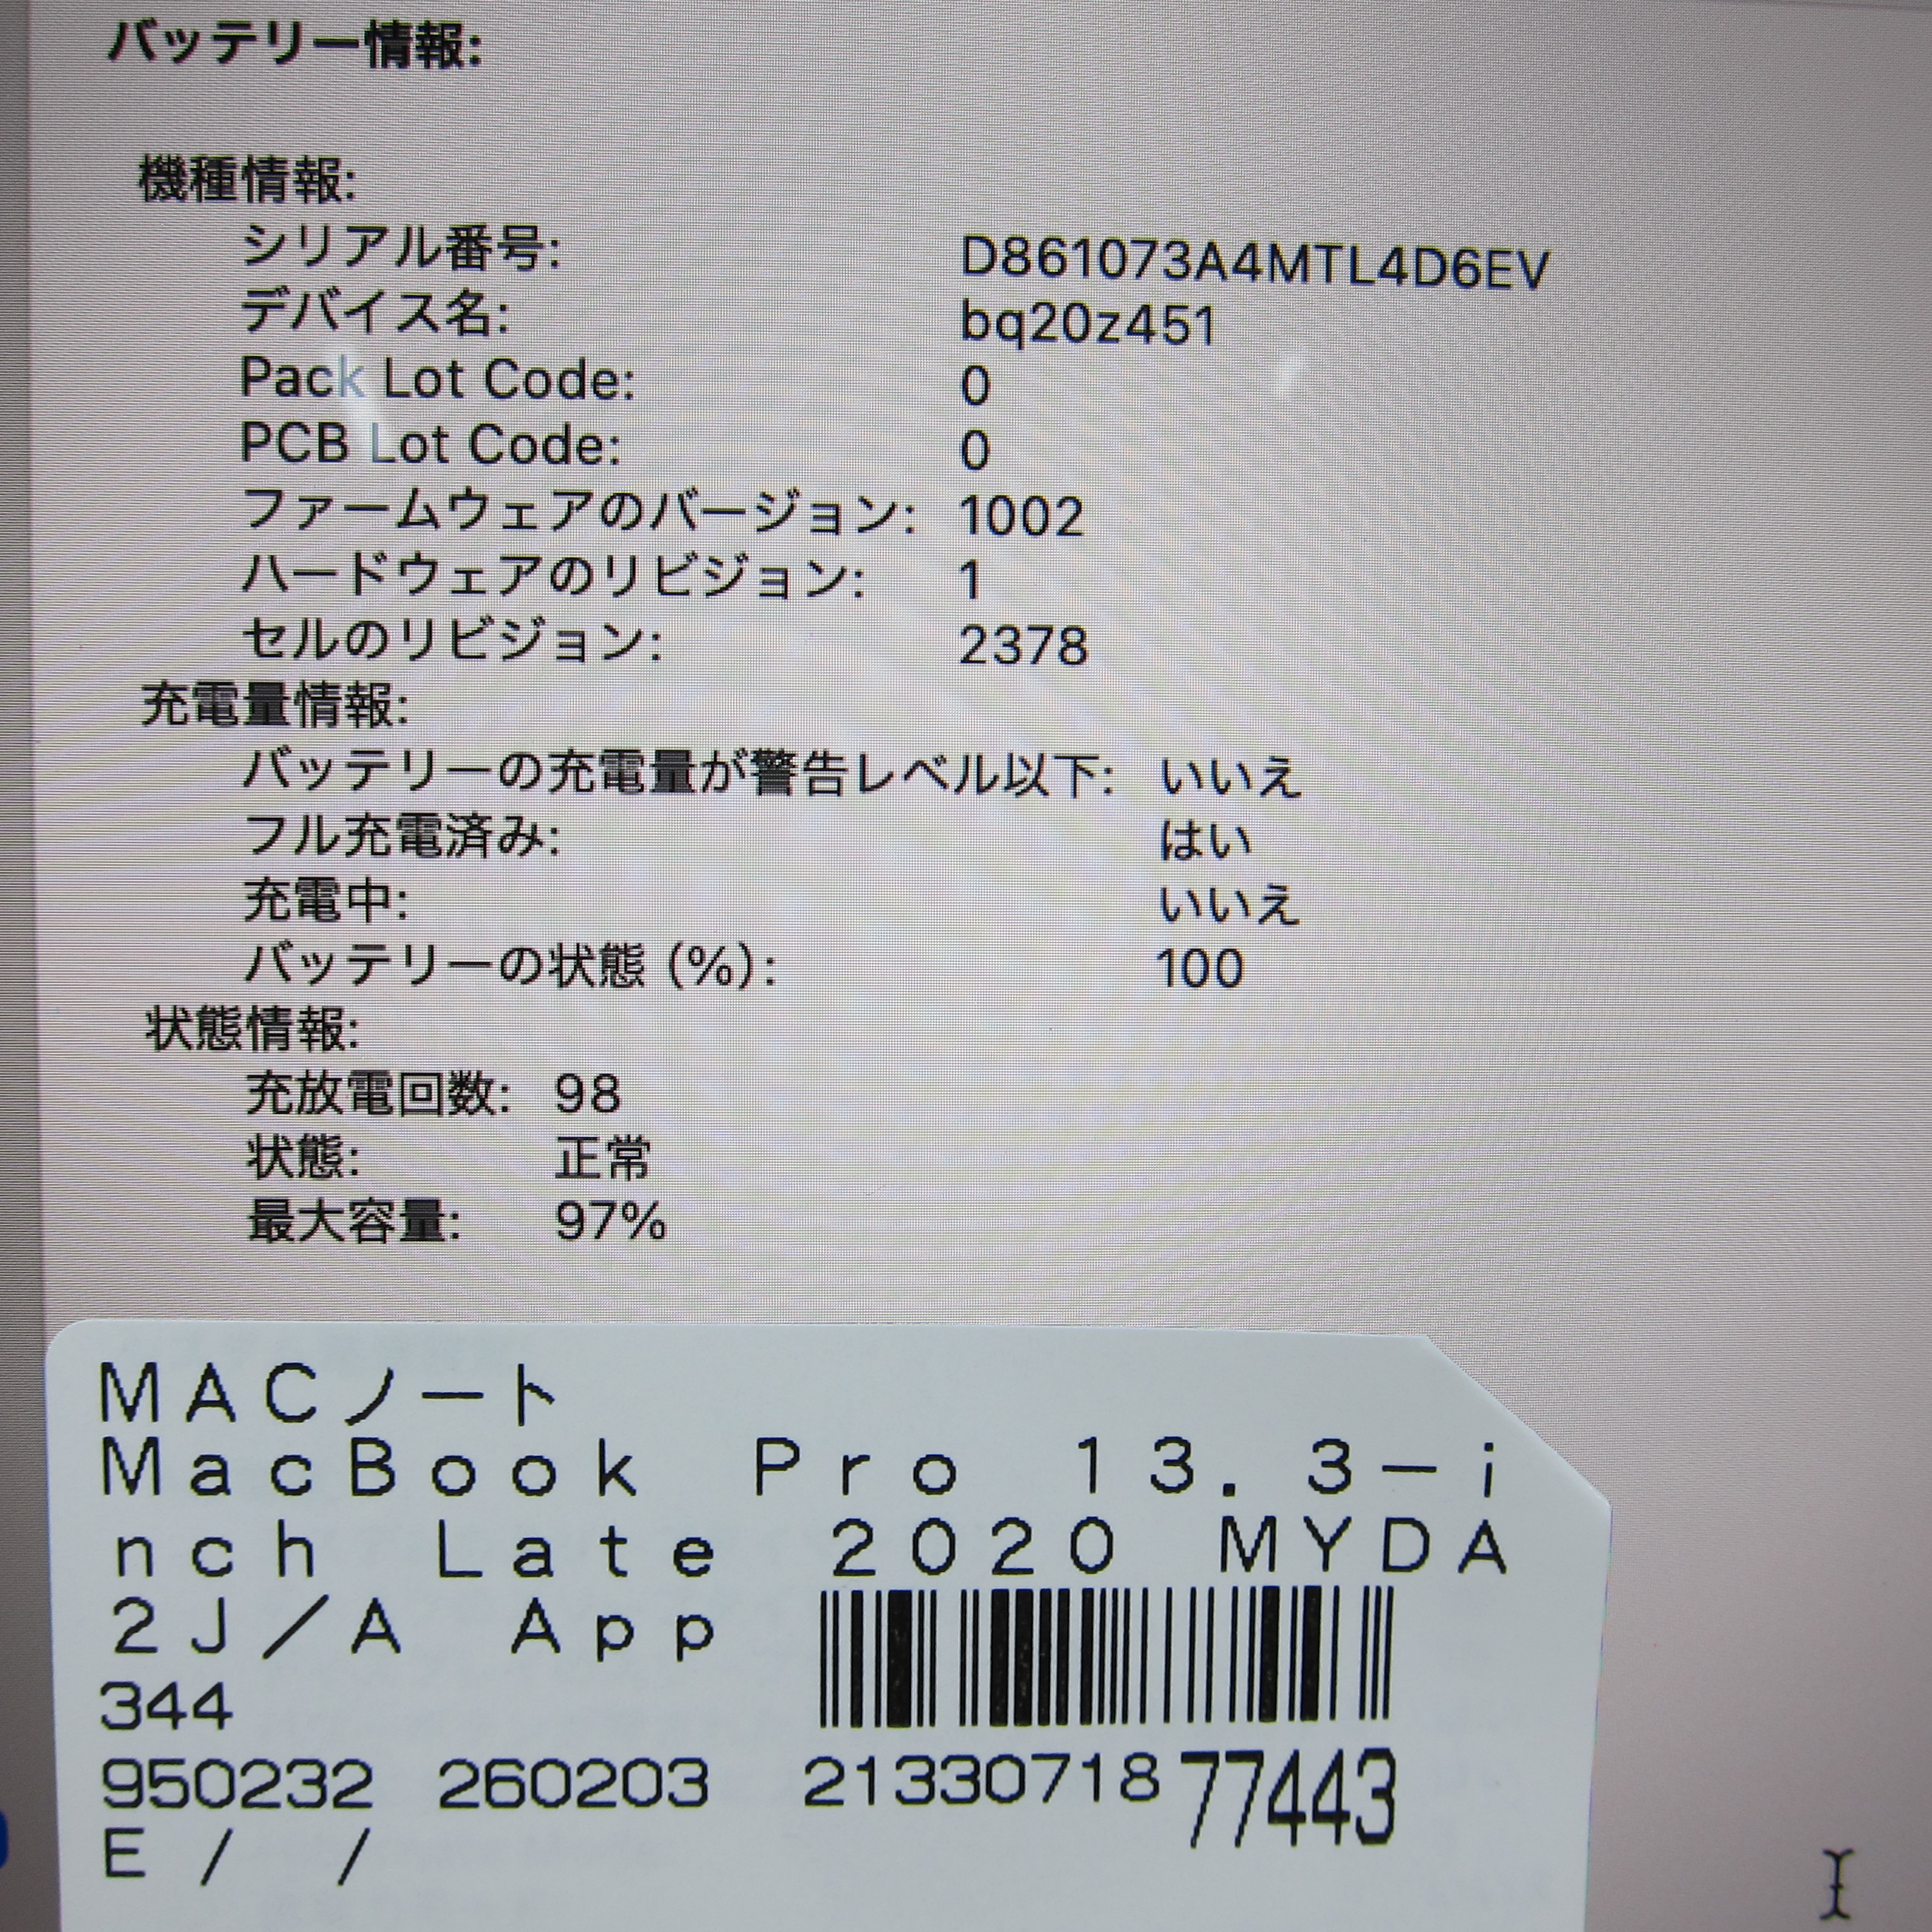 バッテリー情報:
機種情報:
シリアル番号: D861073A4MTL4D6EV
デバイス名: bq20z451
Pack Lot Code: 0
PCB Lot Code: 0
ファームウェアのバージョン: 1002
ハードウェアのリビジョン: 1
セルのリビジョン: 2378
充電量情報:
バッテリーの充電量が警告レベル以下: いいえ
フル充電済み: はい
充電中: いいえ
バッテリーの状態 (%): 100
状態情報:
充放電回数: 98
状態: 正常
最大容量: 97%
MACノート
MacBook Pro 13.3-i
nch Late 2020 MYDA
2J/A App
344
950232 260203 2133071877443
E / /